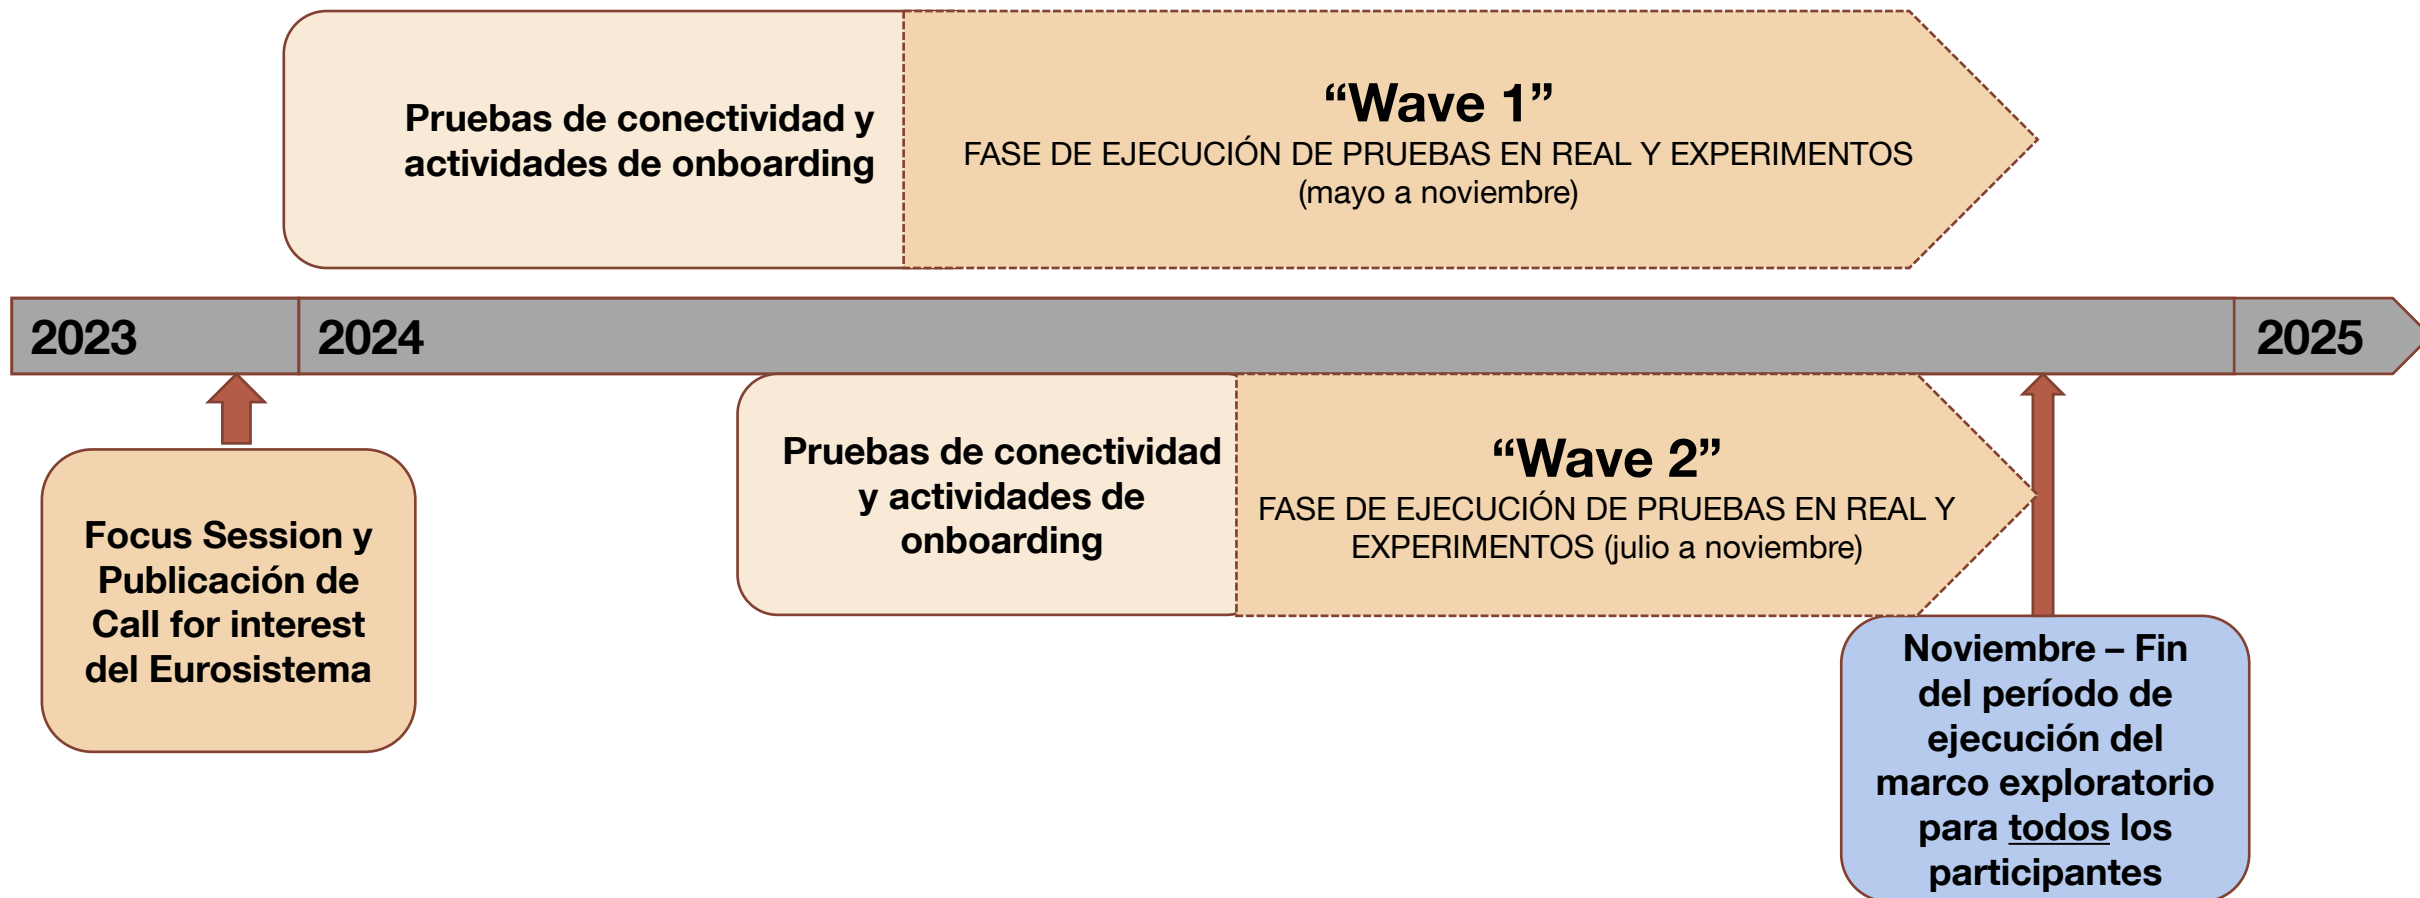 Pruebas de conectividad y
actividades de onboarding
“Wave 1”
FASE DE EJECUCIÓN DE PRUEBAS EN REAL Y EXPERIMENTOS
(mayo a noviembre)
2023
2024
2025
Focus Session y
Publicación de
Call for interest
del Eurosistema
Pruebas de conectividad
y actividades de
onboarding
“Wave 2”
FASE DE EJECUCIÓN DE PRUEBAS EN REAL Y
EXPERIMENTOS (julio a noviembre)
Noviembre – Fin
del período de
ejecución del
marco exploratorio
para todos los
participantes